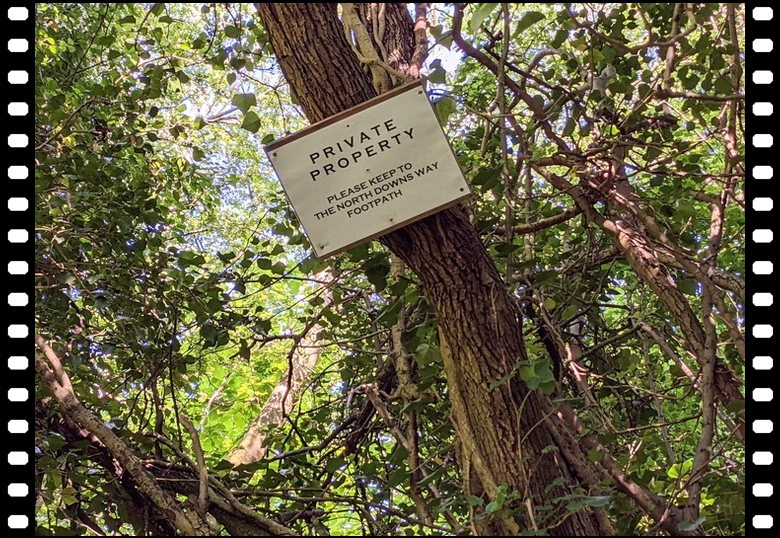 PRIVATE
PROPERTY
PLEASE KEEP TO
THE NORTH DOWNS WAY
FOOTPATH